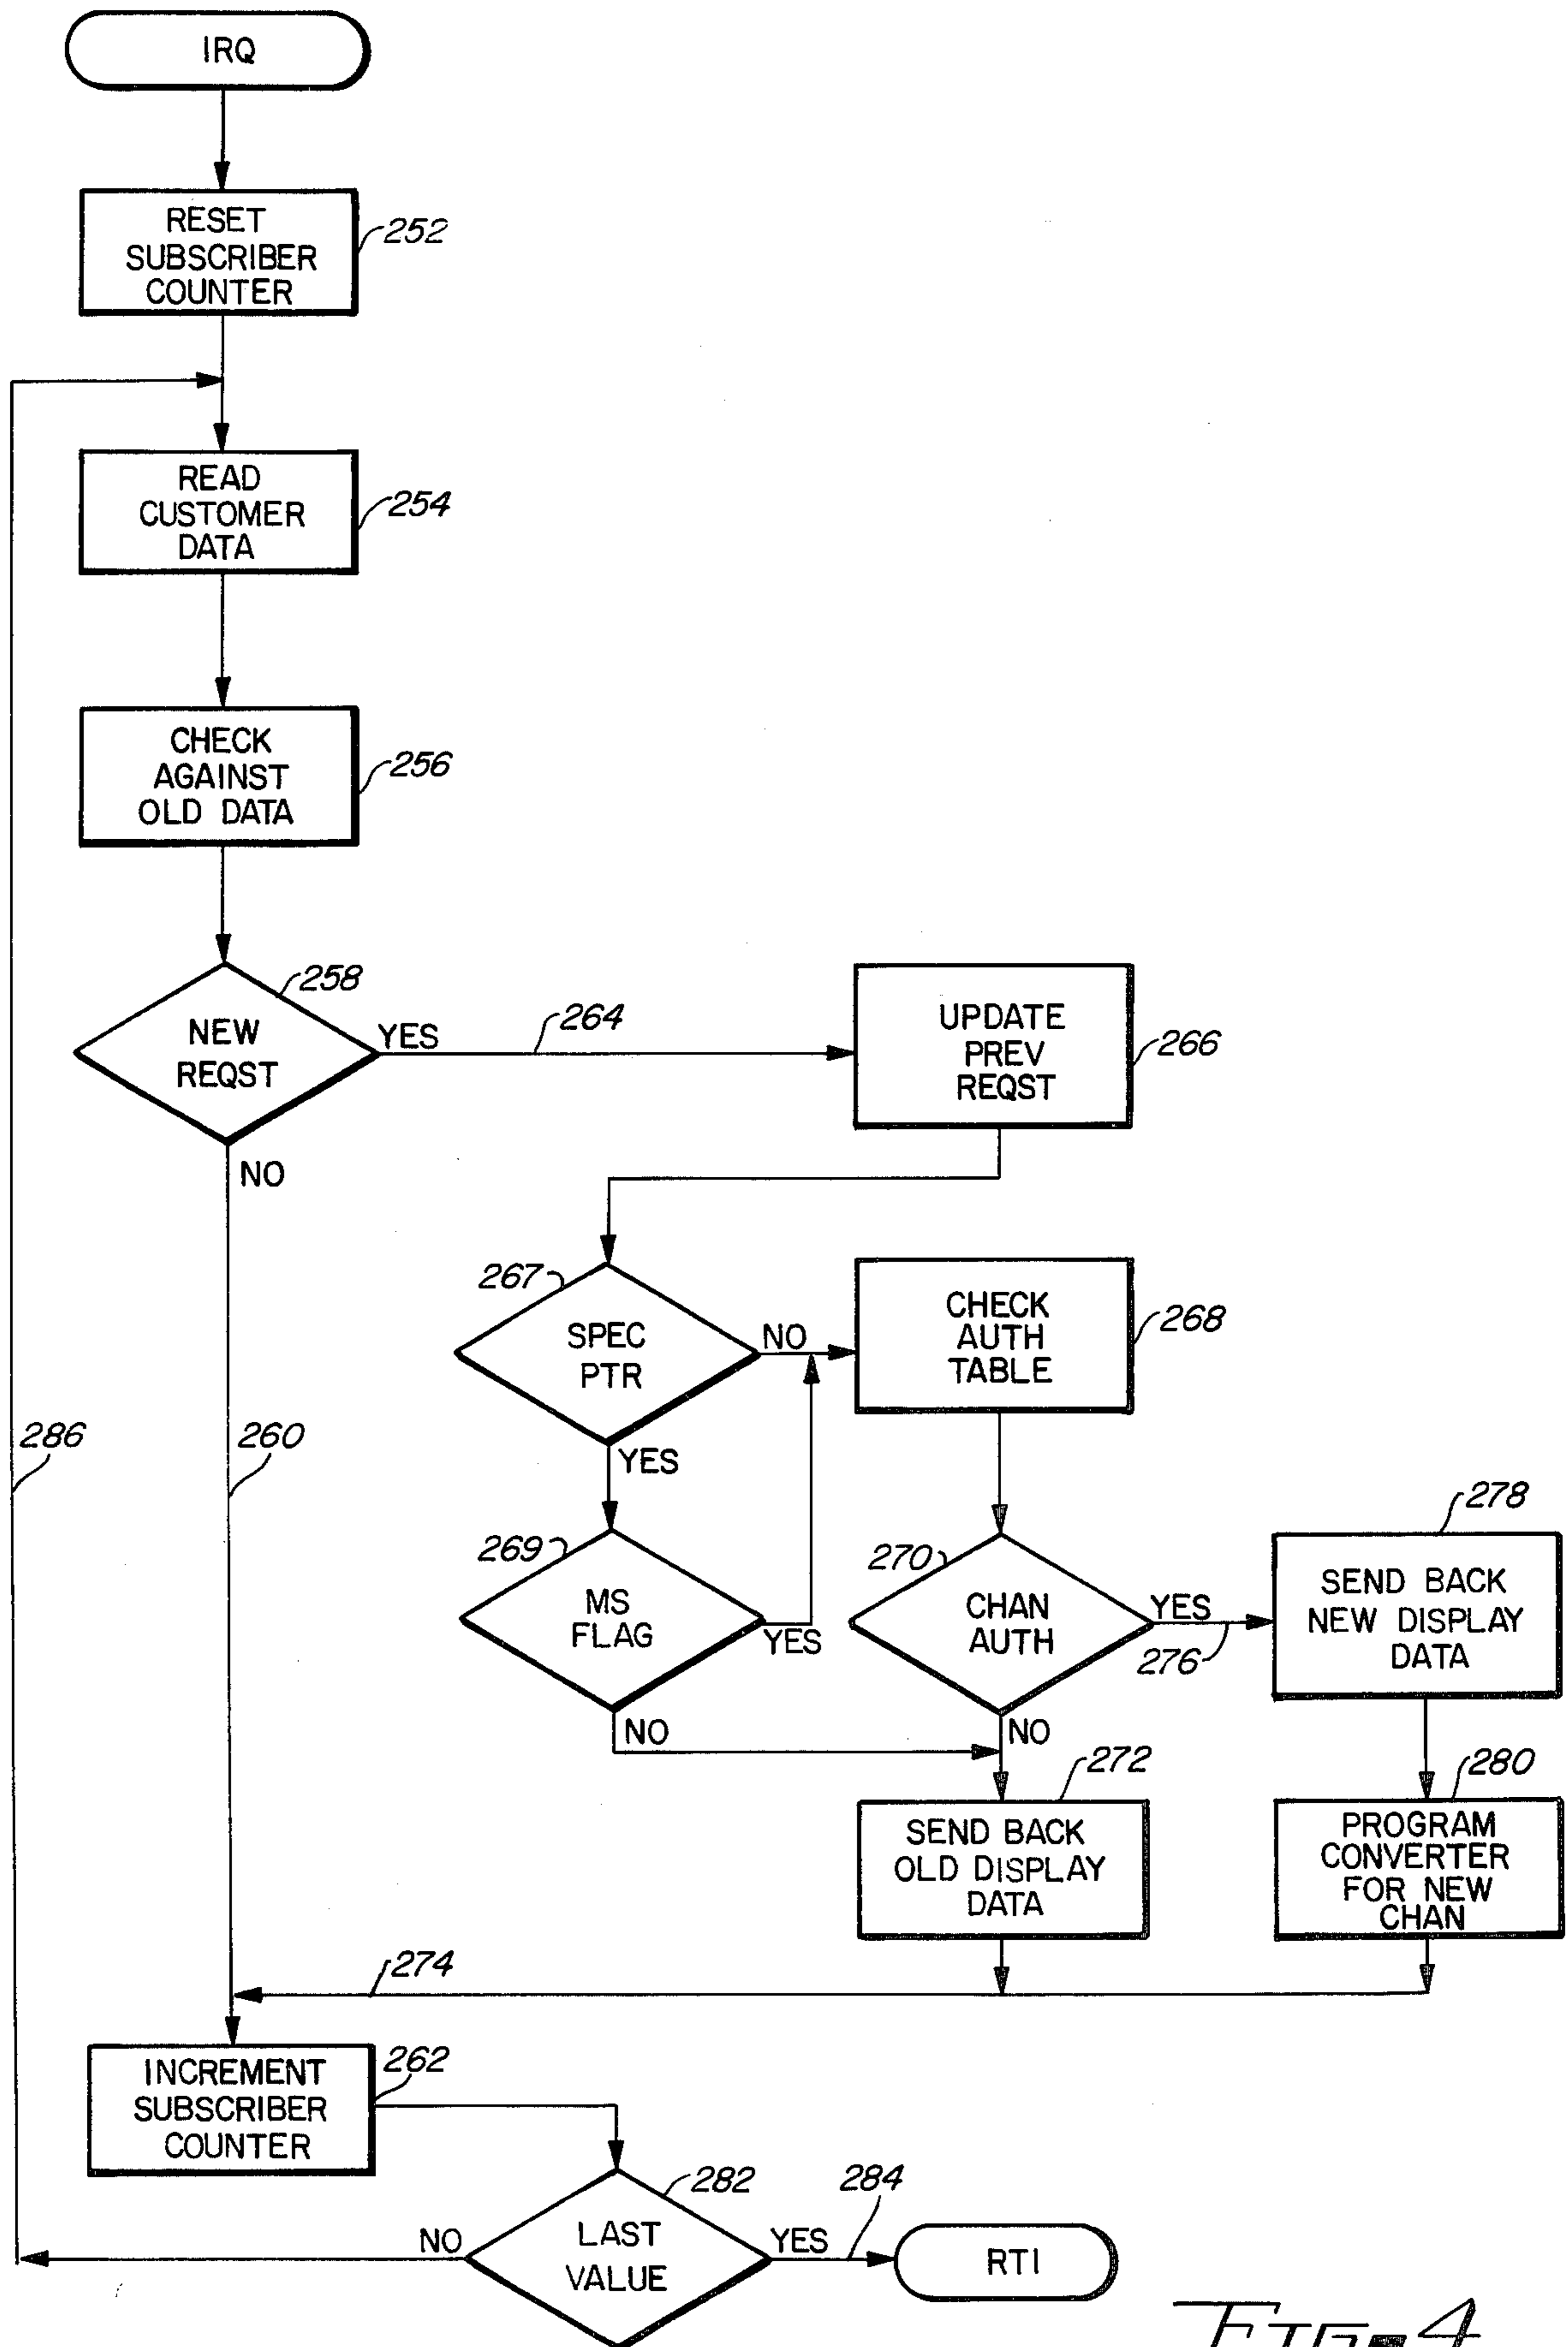 IRQ
RESET
SUBSCRIBER
COUNTER
252
READ
CUSTOMER
DATA
254
CHECK
AGAINST
OLD DATA
256
258
NEW
REQST
YES
264
UPDATE
PREV
REQST
266
NO
267
SPEC
PTR
NO
CHECK
AUTH
TABLE
268
YES
286
260
269
MS
FLAG
YES
270
CHAN
AUTH
YES
276
278
SEND BACK
NEW DISPLAY
DATA
NO
NO
272
SEND BACK
OLD DISPLAY
DATA
280
PROGRAM
CONVERTER
FOR NEW
CHAN
274
INCREMENT
SUBSCRIBER
COUNTER
262
282
LAST
VALUE
NO
YES
284
RTI
FIG-4